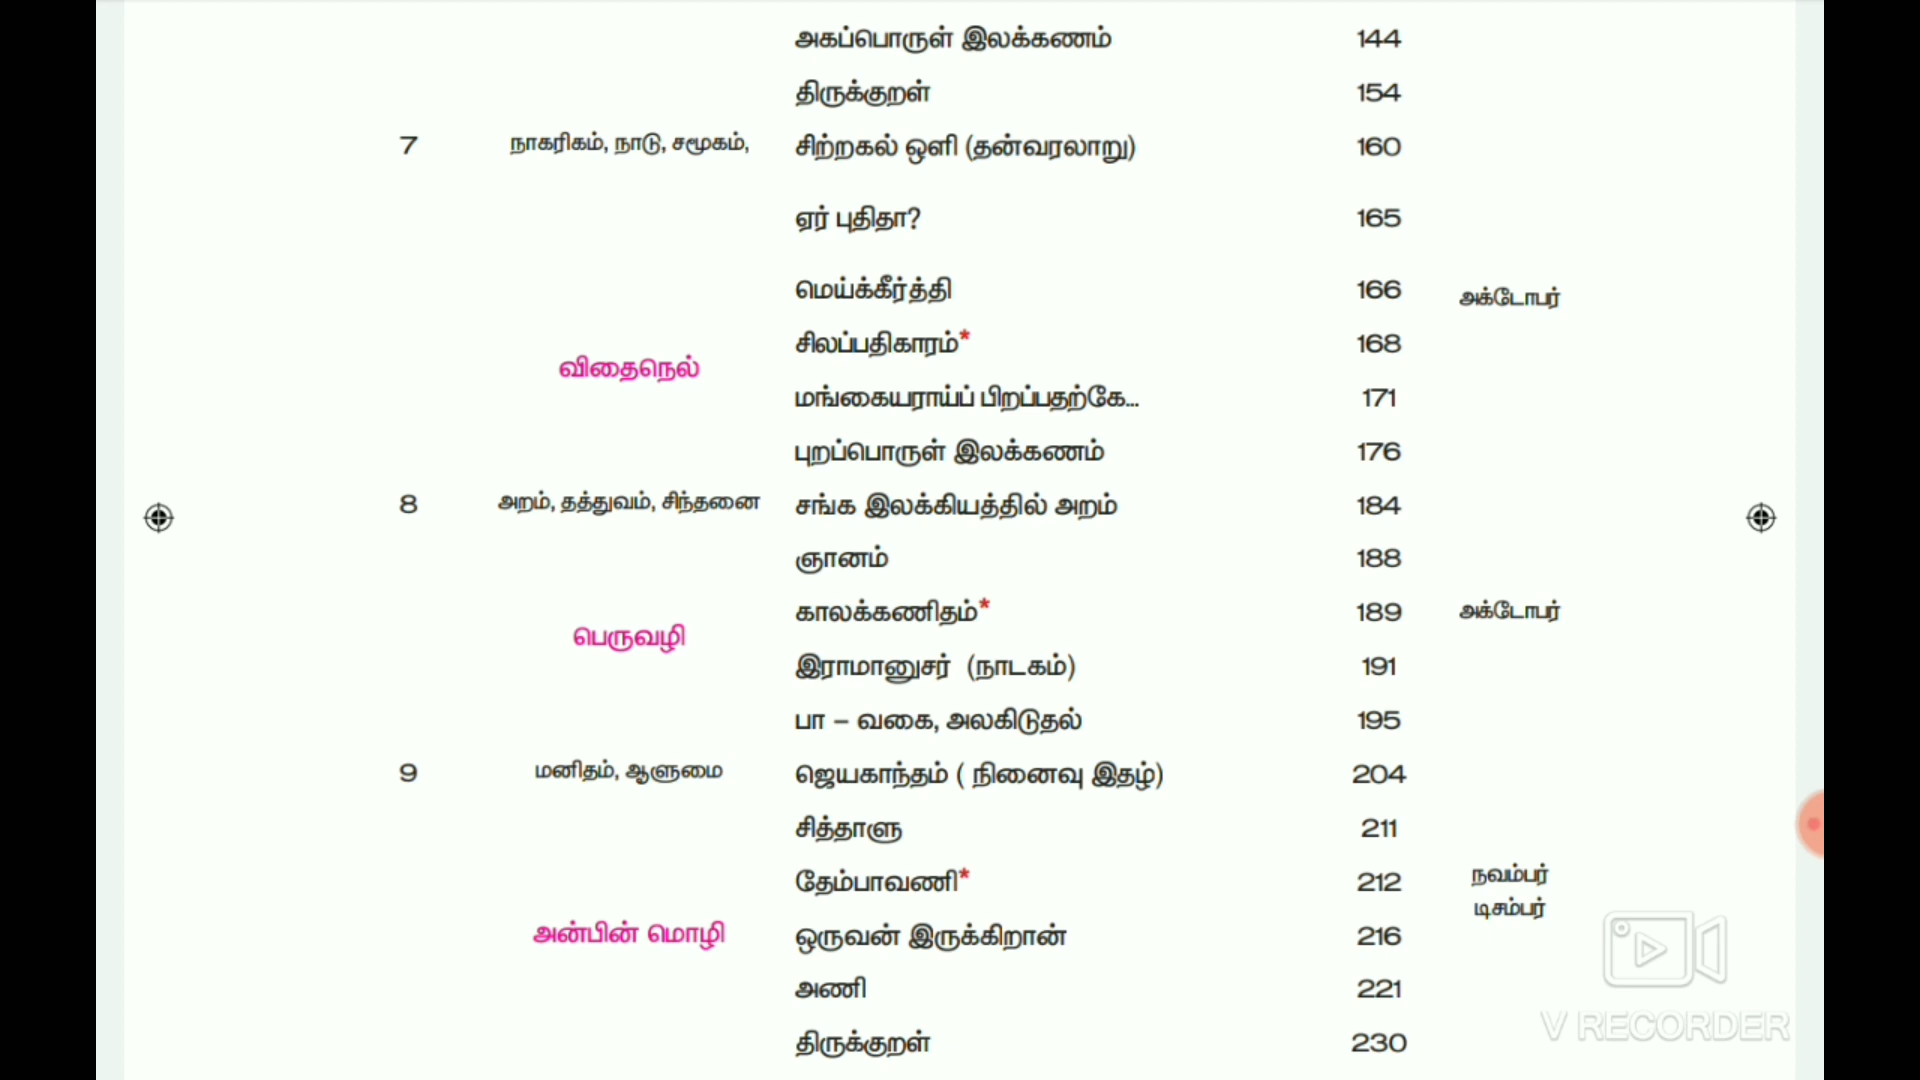 அகப்பொருள் இலக்கணம் 144
திருக்குறள் 154
7 நாகரிகம், நாடு, சமூகம், சிற்றகல் ஒளி (தன்வரலாறு) 160
ஏர் புதிதா? 165
மெய்க்கீர்த்தி 166 அக்டோபர்
சிலப்பதிகாரம்* 168
விதைநெல்
மங்கையராய்ப் பிறப்பதற்கே... 171
புறப்பொருள் இலக்கணம் 176
8 அறம், தத்துவம், சிந்தனை சங்க இலக்கியத்தில் அறம் 184
ஞானம் 188
காலக்கணிதம்* 189 அக்டோபர்
பெருவழி
இராமானுசர் (நாடகம்) 191
பா – வகை, அலகிடுதல் 195
9 மனிதம், ஆளுமை ஜெயகாந்தம் ( நினைவு இதழ்) 204
சித்தாளு 211
தேம்பாவணி* 212 நவம்பர்
டிசம்பர்
அன்பின் மொழி ஒருவன் இருக்கிறான் 216
அணி 221
திருக்குறள் 230
V RECORDER